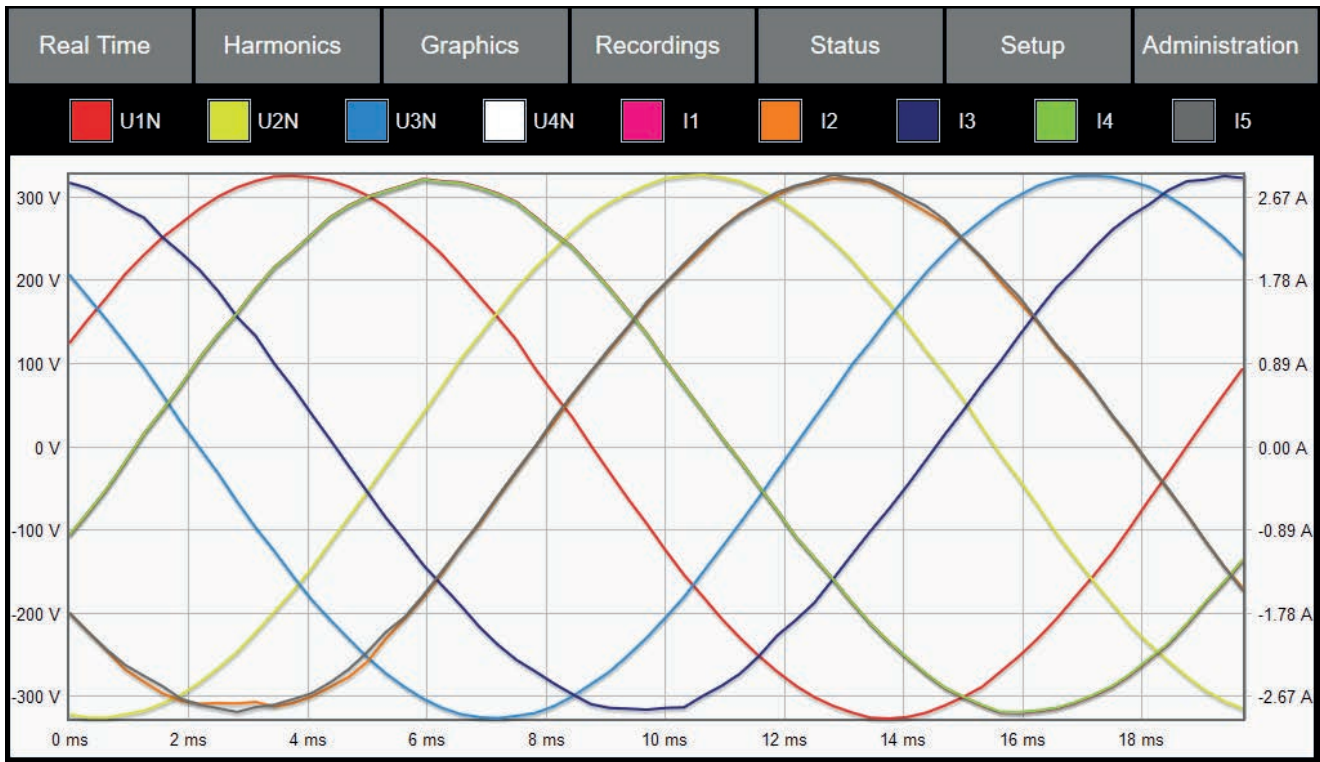 Real Time Harmonics Graphics Recordings Status Setup Administration
U1N U2N U3N U4N I1 I2 I3 I4 I5
300 V 2.67 A
200 V 1.78 A
100 V 0.89 A
0 V 0.00 A
-100 V -0.89 A
-200 V -1.78 A
-300 V -2.67 A
0 ms 2 ms 4 ms 6 ms 8 ms 10 ms 12 ms 14 ms 16 ms 18 ms